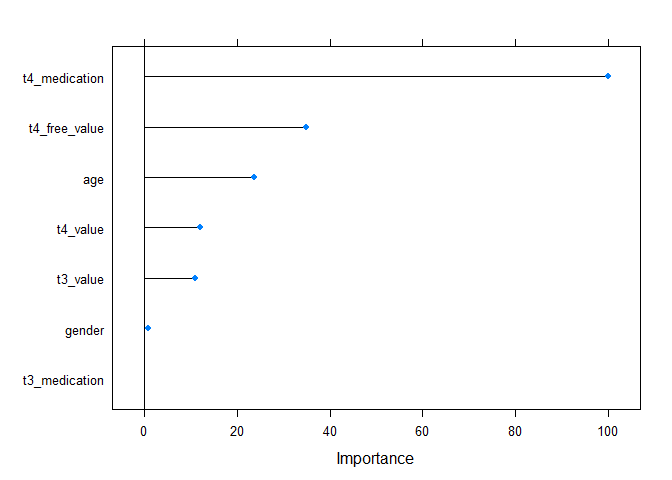 t4_medication
t4_free_value
age
t4_value
t3_value
gender
t3_medication
0 20 40 60 80 100
Importance